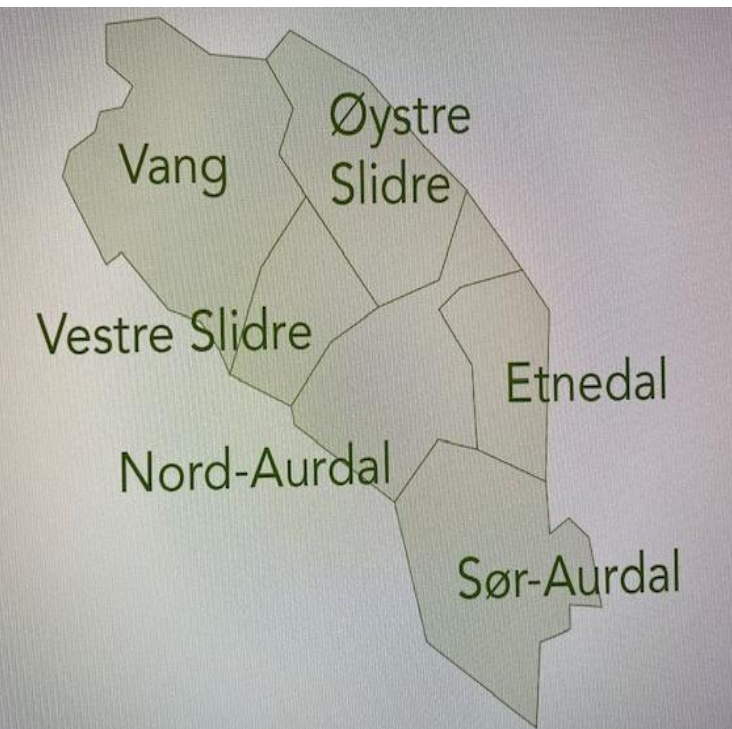 Øystre
Slidre
Vang
Vestre Slidre
Etnedal
Nord-Aurdal
Sør-Aurdal